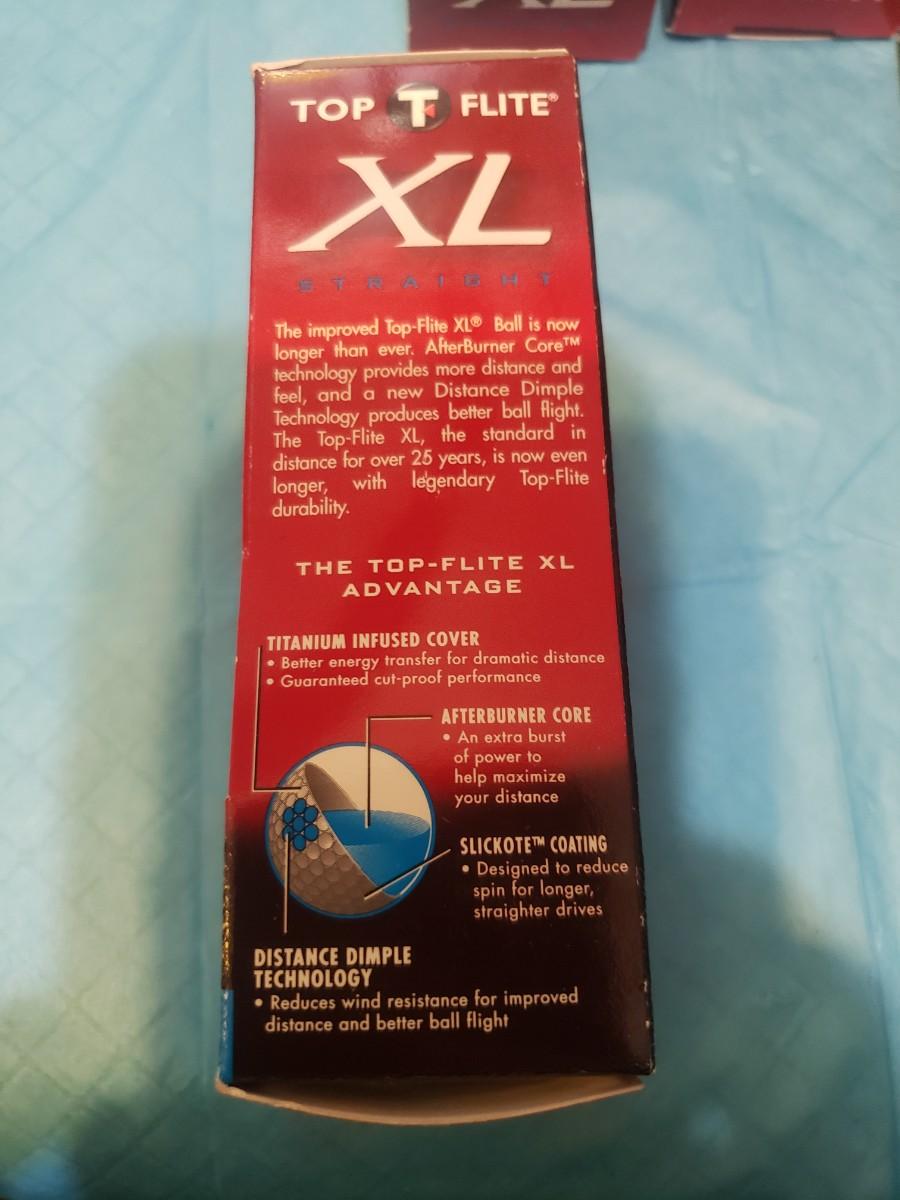 XL
TOP T FLITE®
XL
STRAIGHT
The improved Top-Flite XL® Ball is now
longer than ever. AfterBurner Core™
technology provides more distance and
feel, and a new Distance Dimple
Technology produces better ball flight.
The Top-Flite XL, the standard in
distance for over 25 years, is now even
longer, with legendary Top-Flite
durability.
THE TOP-FLITE XL
ADVANTAGE
TITANIUM INFUSED COVER
• Better energy transfer for dramatic distance
• Guaranteed cut-proof performance
AFTERBURNER CORE
• An extra burst
of power to
help maximize
your distance
SLICKOTE™ COATING
• Designed to reduce
spin for longer,
straighter drives
DISTANCE DIMPLE
TECHNOLOGY
• Reduces wind resistance for improved
distance and better ball flight